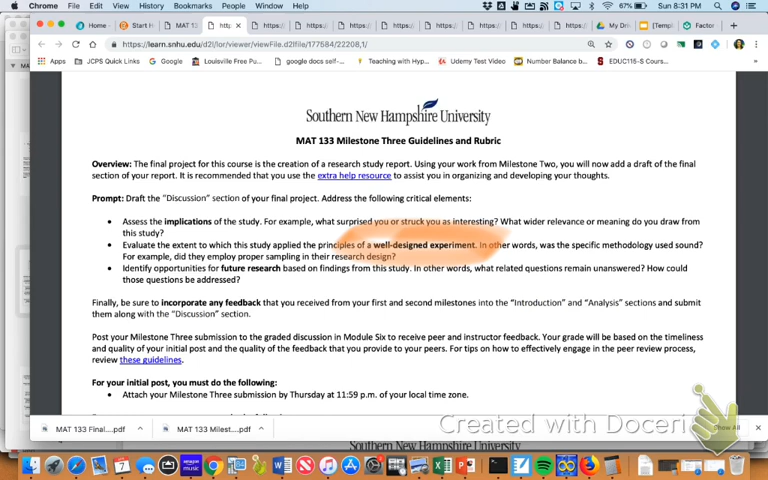 Chrome File Edit View History Bookmarks People Window Help
67% Sun 8:31 PM
Home - Start H MAT 13 http: https: https: https: https: https: https: https: https: My Driv [Templ Factor
https://learn.snhu.edu/d2l/lor/viewer/viewFile.d2lfile/177584/22208,1/
Apps JCPS Quick Links Google Louisville Free Pu... google docs self-... Teaching with Hyp... Udemy Test Video Number Balance b... EDUC115-S Cours...
Southern New Hampshire University
MAT 133 Milestone Three Guidelines and Rubric
Overview: The final project for this course is the creation of a research study report. Using your work from Milestone Two, you will now add a draft of the final
section of your report. It is recommended that you use the extra help resource to assist you in organizing and developing your thoughts.
Prompt: Draft the “Discussion” section of your final project. Address the following critical elements:
• Assess the implications of the study. For example, what surprised you or struck you as interesting? What wider relevance or meaning do you draw from
this study?
• Evaluate the extent to which this study applied the principles of a well-designed experiment. In other words, was the specific methodology used sound?
For example, did they employ proper sampling in their research design?
• Identify opportunities for future research based on findings from this study. In other words, what related questions remain unanswered? How could
those questions be addressed?
Finally, be sure to incorporate any feedback that you received from your first and second milestones into the “Introduction” and “Analysis” sections and submit
them along with the “Discussion” section.
Post your Milestone Three submission to the graded discussion in Module Six to receive peer and instructor feedback. Your grade will be based on the timeliness
and quality of your initial post and the quality of the feedback that you provide to your peers. For tips on how to effectively engage in the peer review process,
review these guidelines.
For your initial post, you must do the following:
• Attach your Milestone Three submission by Thursday at 11:59 p.m. of your local time zone.
MAT 133 Final....pdf MAT 133 Milest....pdf Show All
Created with Doceri
Southern New Hampshire University